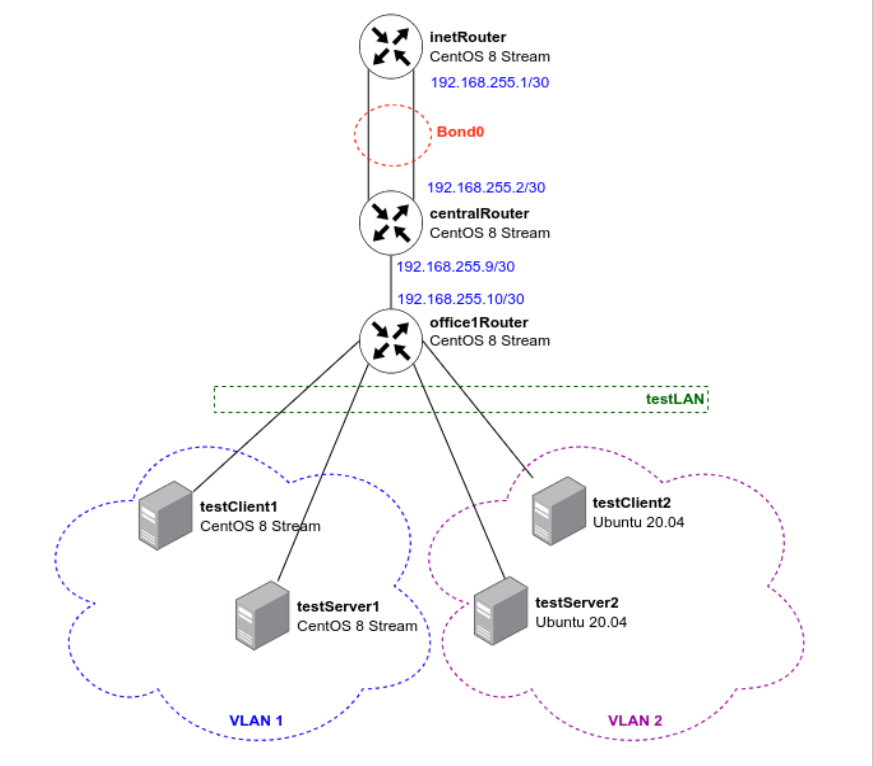 inetRouter
CentOS 8 Stream
192.168.255.1/30
Bond0
192.168.255.2/30
centralRouter
CentOS 8 Stream
192.168.255.9/30
192.168.255.10/30
office1Router
CentOS 8 Stream
testLAN
testClient1
CentOS 8 Stream
testClient2
Ubuntu 20.04
testServer1
CentOS 8 Stream
testServer2
Ubuntu 20.04
VLAN 1
VLAN 2